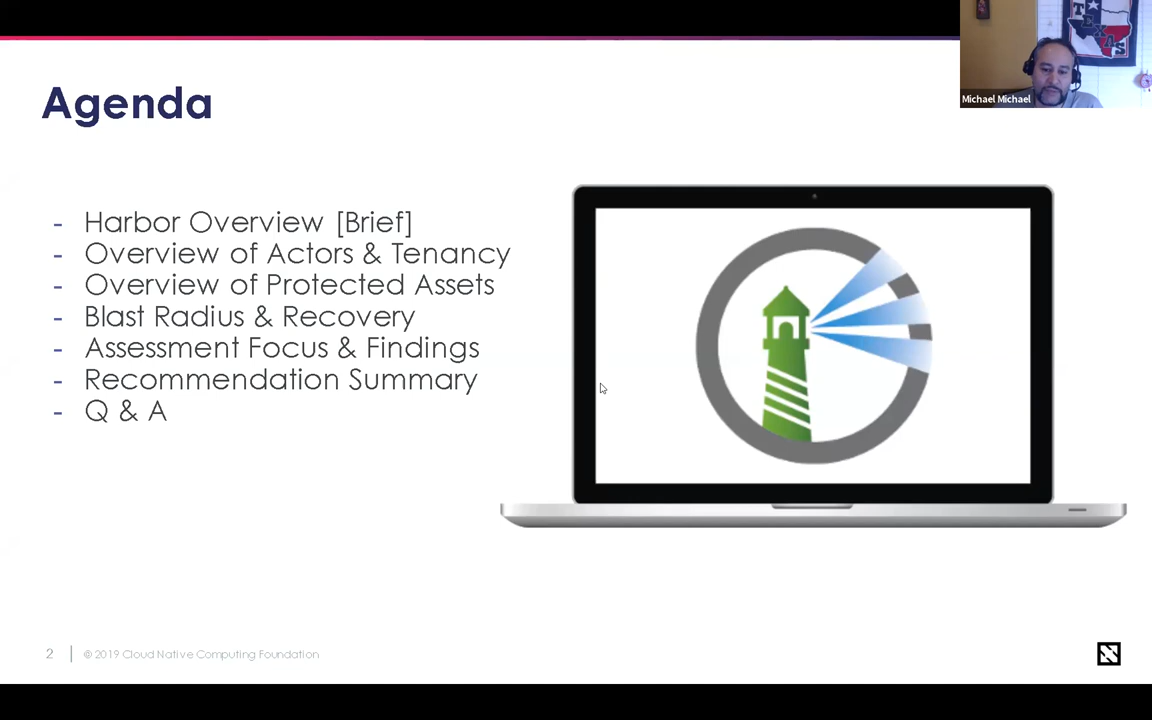 Agenda
- Harbor Overview [Brief]
- Overview of Actors & Tenancy
- Overview of Protected Assets
- Blast Radius & Recovery
- Assessment Focus & Findings
- Recommendation Summary
- Q & A
TEXAS
Michael Michael
2 | © 2019 Cloud Native Computing Foundation